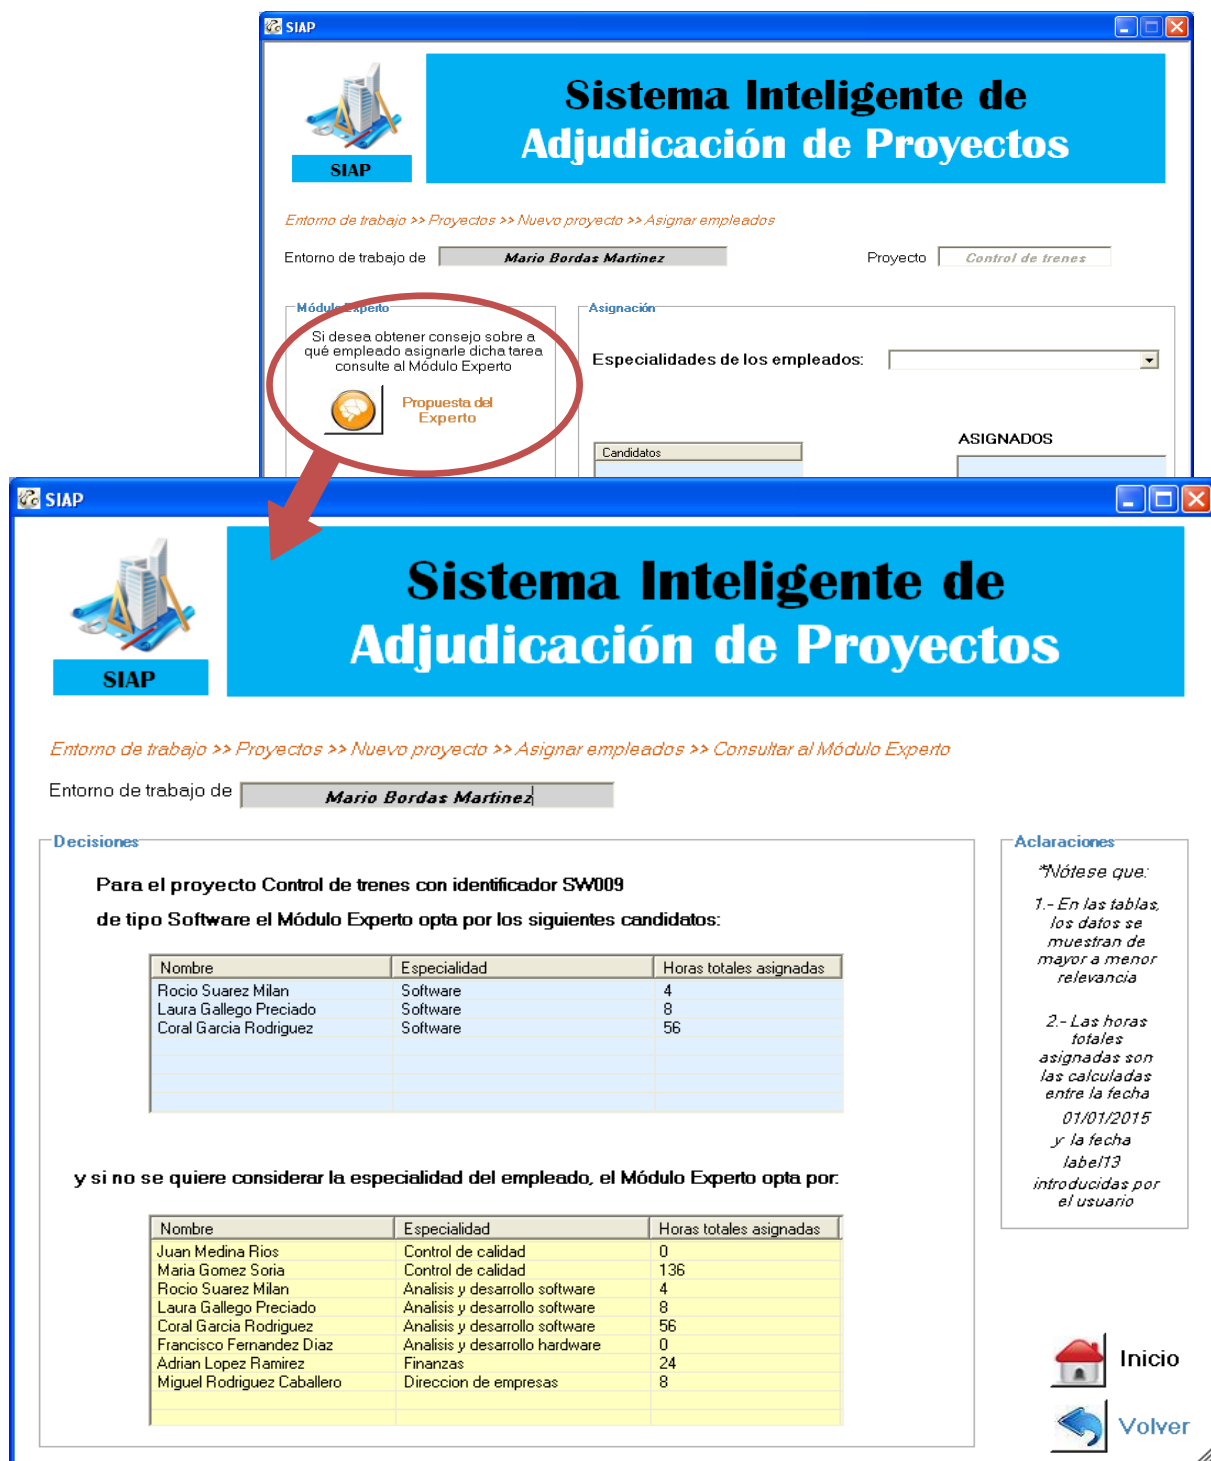 SIAP
Sistema Inteligente de
Adjudicación de Proyectos
SIAP
Entorno de trabajo >> Proyectos >> Nuevo proyecto >> Asignar empleados
Entorno de trabajo de Mario Bordas Martinez Proyecto Control de trenes
Módulo Experto
Si desea obtener consejo sobre a
qué empleado asignarle dicha tarea
consulte al Módulo Experto
Propuesta del
Experto
Asignación
Especialidades de los empleados:
Candidatos
ASIGNADOS
SIAP
Sistema Inteligente de
Adjudicación de Proyectos
SIAP
Entorno de trabajo >> Proyectos >> Nuevo proyecto >> Asignar empleados >> Consultar al Módulo Experto
Entorno de trabajo de Mario Bordas Martinez
Decisiones
Para el proyecto Control de trenes con identificador SW009
de tipo Software el Módulo Experto opta por los siguientes candidatos:
Nombre Especialidad Horas totales asignadas
Rocio Suarez Milan Software 4
Laura Gallego Preciado Software 8
Coral Garcia Rodriguez Software 56
y si no se quiere considerar la especialidad del empleado, el Módulo Experto opta por:
Nombre Especialidad Horas totales asignadas
Juan Medina Rios Control de calidad 0
Maria Gomez Soria Control de calidad 136
Rocio Suarez Milan Analisis y desarrollo software 4
Laura Gallego Preciado Analisis y desarrollo software 8
Coral Garcia Rodriguez Analisis y desarrollo software 56
Francisco Fernandez Diaz Analisis y desarrollo hardware 0
Adrian Lopez Ramirez Finanzas 24
Miguel Rodriguez Caballero Direccion de empresas 8
Aclaraciones
*Nótese que:
1.- En las tablas,
los datos se
muestran de
mayor a menor
relevancia
2.- Las horas
totales
asignadas son
las calculadas
entre la fecha
01/01/2015
y la fecha
label13
introducidas por
el usuario
Inicio
Volver